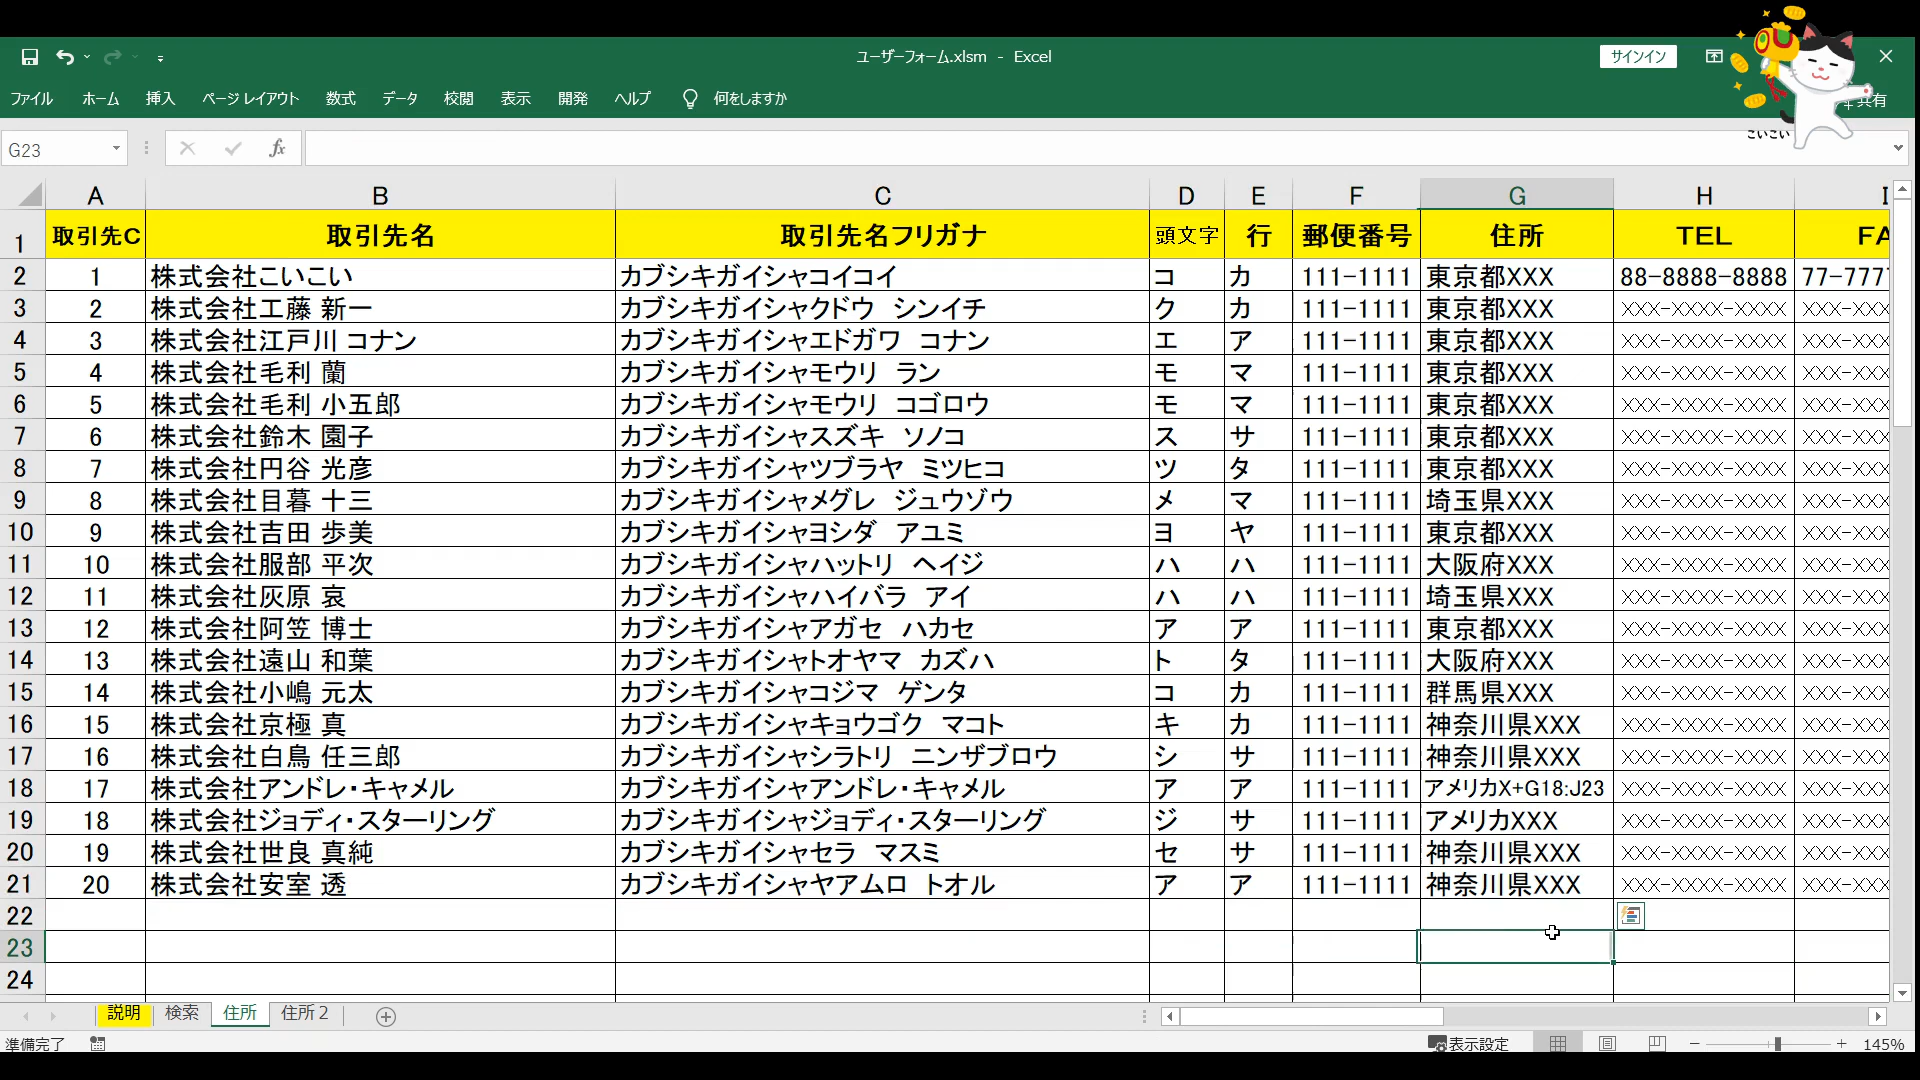 ユーザーフォーム.xlsm - Excel
サインイン
ファイル ホーム 挿入 ページ レイアウト 数式 データ 校閲 表示 開発 ヘルプ 何をしますか 共有
こいこい
G23 fx
A B C D E F G H I
1 取引先C 取引先名 取引先名フリガナ 頭文字 行 郵便番号 住所 TEL FA
2 1 株式会社こいこい カブシキガイシャコイコイ コ カ 111-1111 東京都XXX 88-8888-8888 77-777
3 2 株式会社工藤 新一 カブシキガイシャクドウ シンイチ ク カ 111-1111 東京都XXX XXX-XXXX-XXXX XXX-XXX
4 3 株式会社江戸川 コナン カブシキガイシャエドガワ コナン エ ア 111-1111 東京都XXX XXX-XXXX-XXXX XXX-XXX
5 4 株式会社毛利 蘭 カブシキガイシャモウリ ラン モ マ 111-1111 東京都XXX XXX-XXXX-XXXX XXX-XXX
6 5 株式会社毛利 小五郎 カブシキガイシャモウリ コゴロウ モ マ 111-1111 東京都XXX XXX-XXXX-XXXX XXX-XXX
7 6 株式会社鈴木 園子 カブシキガイシャスズキ ソノコ ス サ 111-1111 東京都XXX XXX-XXXX-XXXX XXX-XXX
8 7 株式会社円谷 光彦 カブシキガイシャツブラヤ ミツヒコ ツ タ 111-1111 東京都XXX XXX-XXXX-XXXX XXX-XXX
9 8 株式会社目暮 十三 カブシキガイシャメグレ ジュウゾウ メ マ 111-1111 埼玉県XXX XXX-XXXX-XXXX XXX-XXX
10 9 株式会社吉田 歩美 カブシキガイシャヨシダ アユミ ヨ ヤ 111-1111 東京都XXX XXX-XXXX-XXXX XXX-XXX
11 10 株式会社服部 平次 カブシキガイシャハットリ ヘイジ ハ ハ 111-1111 大阪府XXX XXX-XXXX-XXXX XXX-XXX
12 11 株式会社灰原 哀 カブシキガイシャハイバラ アイ ハ ハ 111-1111 埼玉県XXX XXX-XXXX-XXXX XXX-XXX
13 12 株式会社阿笠 博士 カブシキガイシャアガセ ハカセ ア ア 111-1111 東京都XXX XXX-XXXX-XXXX XXX-XXX
14 13 株式会社遠山 和葉 カブシキガイシャトオヤマ カズハ ト タ 111-1111 大阪府XXX XXX-XXXX-XXXX XXX-XXX
15 14 株式会社小嶋 元太 カブシキガイシャコジマ ゲンタ コ カ 111-1111 群馬県XXX XXX-XXXX-XXXX XXX-XXX
16 15 株式会社京極 真 カブシキガイシャキョウゴク マコト キ カ 111-1111 神奈川県XXX XXX-XXXX-XXXX XXX-XXX
17 16 株式会社白鳥 任三郎 カブシキガイシャシラトリ ニンザブロウ シ サ 111-1111 神奈川県XXX XXX-XXXX-XXXX XXX-XXX
18 17 株式会社アンドレ・キャメル カブシキガイシャアンドレ・キャメル ア ア 111-1111 アメリカX+G18:J23 XXX-XXXX-XXXX XXX-XXX
19 18 株式会社ジョディ・スターリング カブシキガイシャジョディ・スターリング ジ サ 111-1111 アメリカXXX XXX-XXXX-XXXX XXX-XXX
20 19 株式会社世良 真純 カブシキガイシャセラ マスミ セ サ 111-1111 神奈川県XXX XXX-XXXX-XXXX XXX-XXX
21 20 株式会社安室 透 カブシキガイシャヤアムロ トオル ア ア 111-1111 神奈川県XXX XXX-XXXX-XXXX XXX-XXX
22
23
24
説明 検索 住所 住所２
準備完了 表示設定 145%